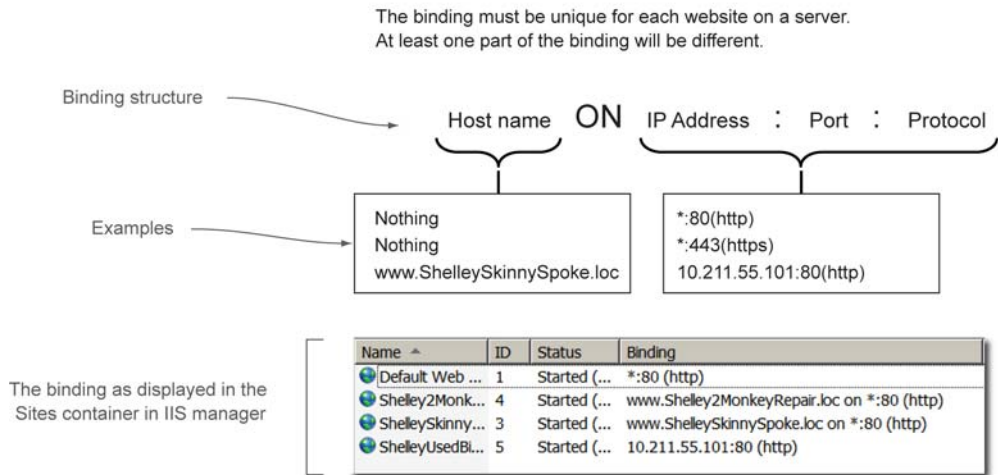 The binding must be unique for each website on a server.
At least one part of the binding will be different.
Binding structure
Host name ON IP Address : Port : Protocol
Examples
Nothing *:80(http)
Nothing *:443(https)
www.ShelleySkinnySpoke.loc 10.211.55.101:80(http)
The binding as displayed in the
Sites container in IIS manager
Name ID Status Binding
Default Web ... 1 Started (... *:80 (http)
Shelley2Monk... 4 Started (... www.Shelley2MonkeyRepair.loc on *:80 (http)
ShelleySkinny... 3 Started (... www.ShelleySkinnySpoke.loc on *:80 (http)
ShelleyUsedBi... 5 Started (... 10.211.55.101:80 (http)